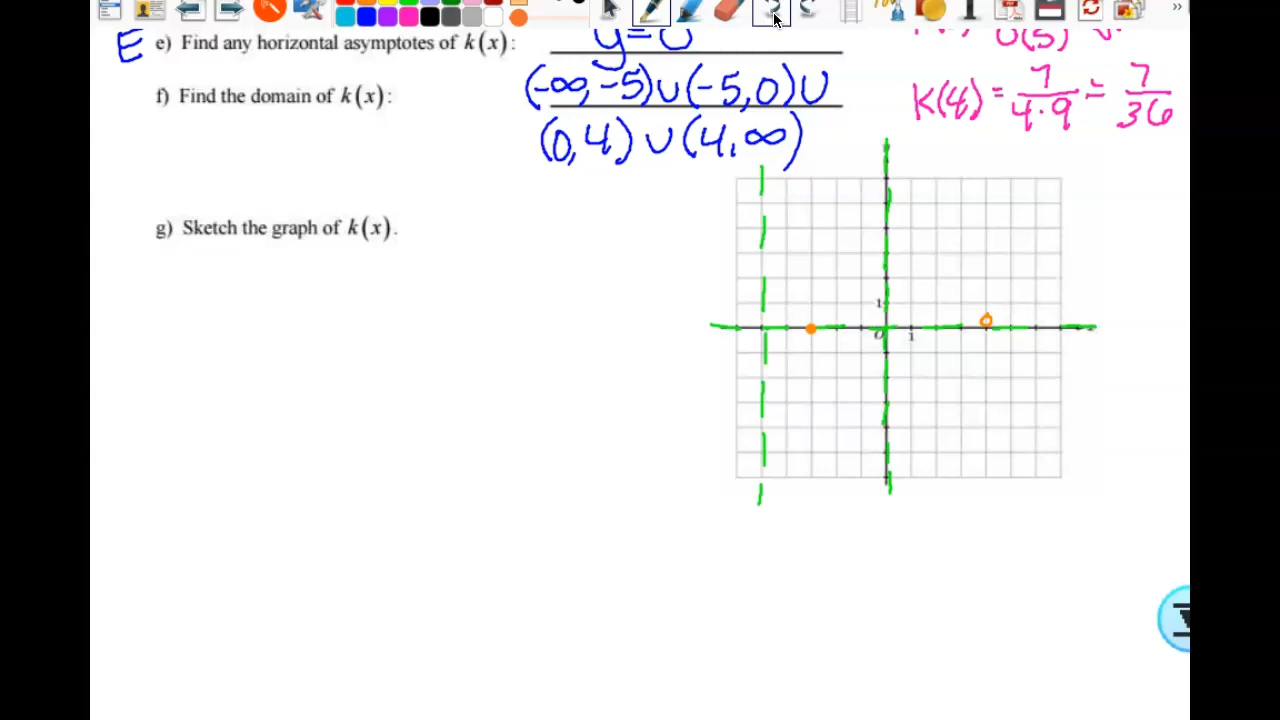 E e) Find any horizontal asymptotes of k(x): y=0
f) Find the domain of k(x): (-∞,-5)∪(-5,0)∪
(0,4)∪(4,∞)
K(4) = 7/4·9 = 7/36
g) Sketch the graph of k(x).
1
O 1